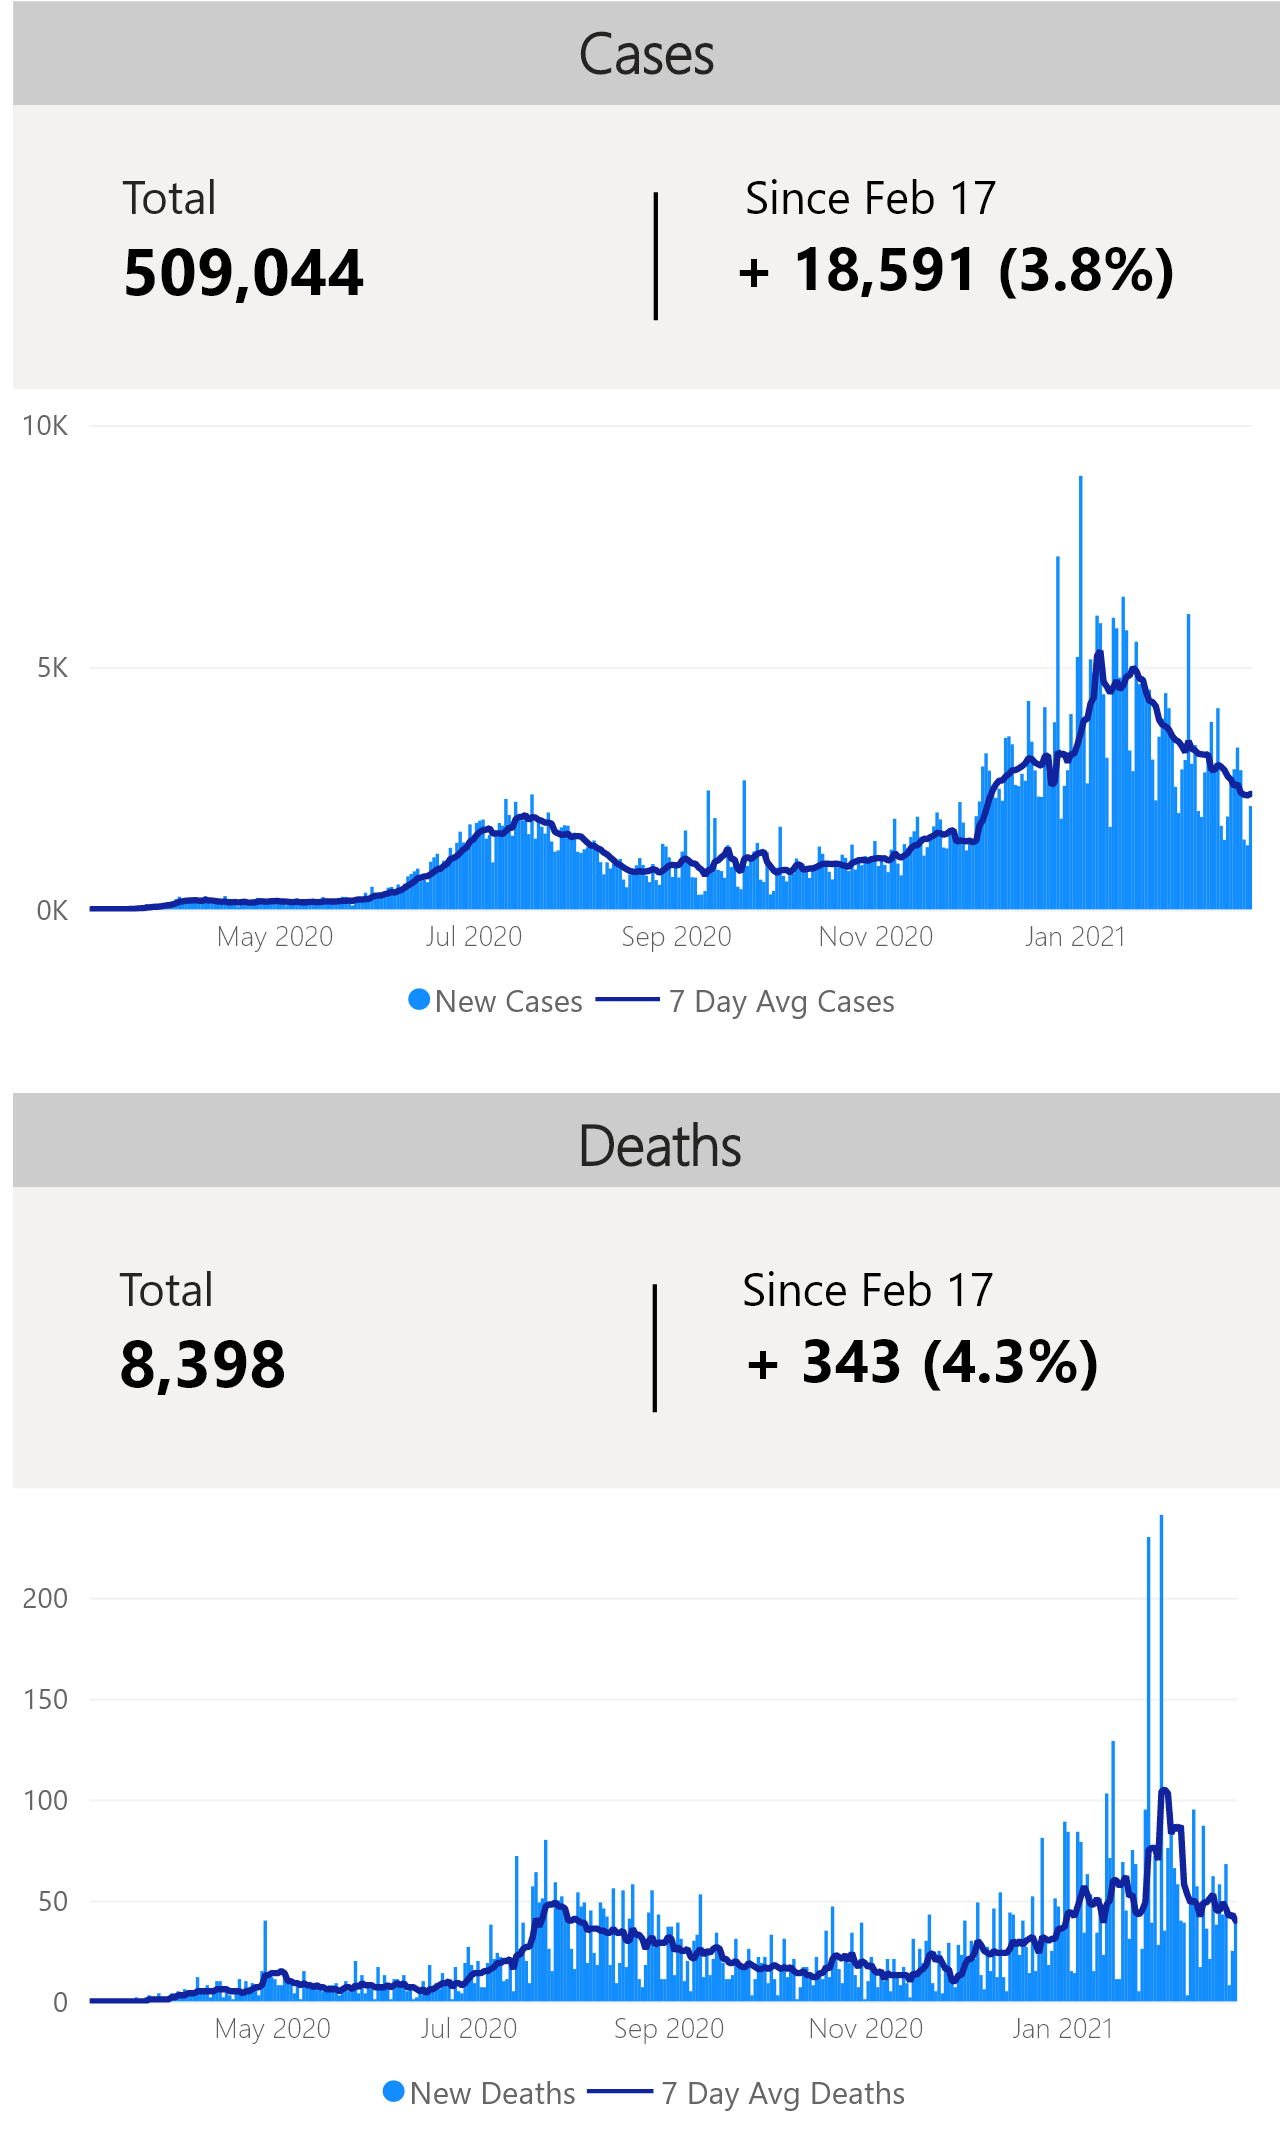 Cases
Total
Since Feb 17
509,044
+ 18,591 (3.8%)
10K
5K
0K
May 2020
Jul 2020
Sep 2020
Nov 2020
Jan 2021
New Cases
7 Day Avg Cases
Deaths
Total
Since Feb 17
8,398
+ 343 (4.3%)
200
150
100
50
0
May 2020
Jul 2020
Sep 2020
Nov 2020
Jan 2021
New Deaths
7 Day Avg Deaths